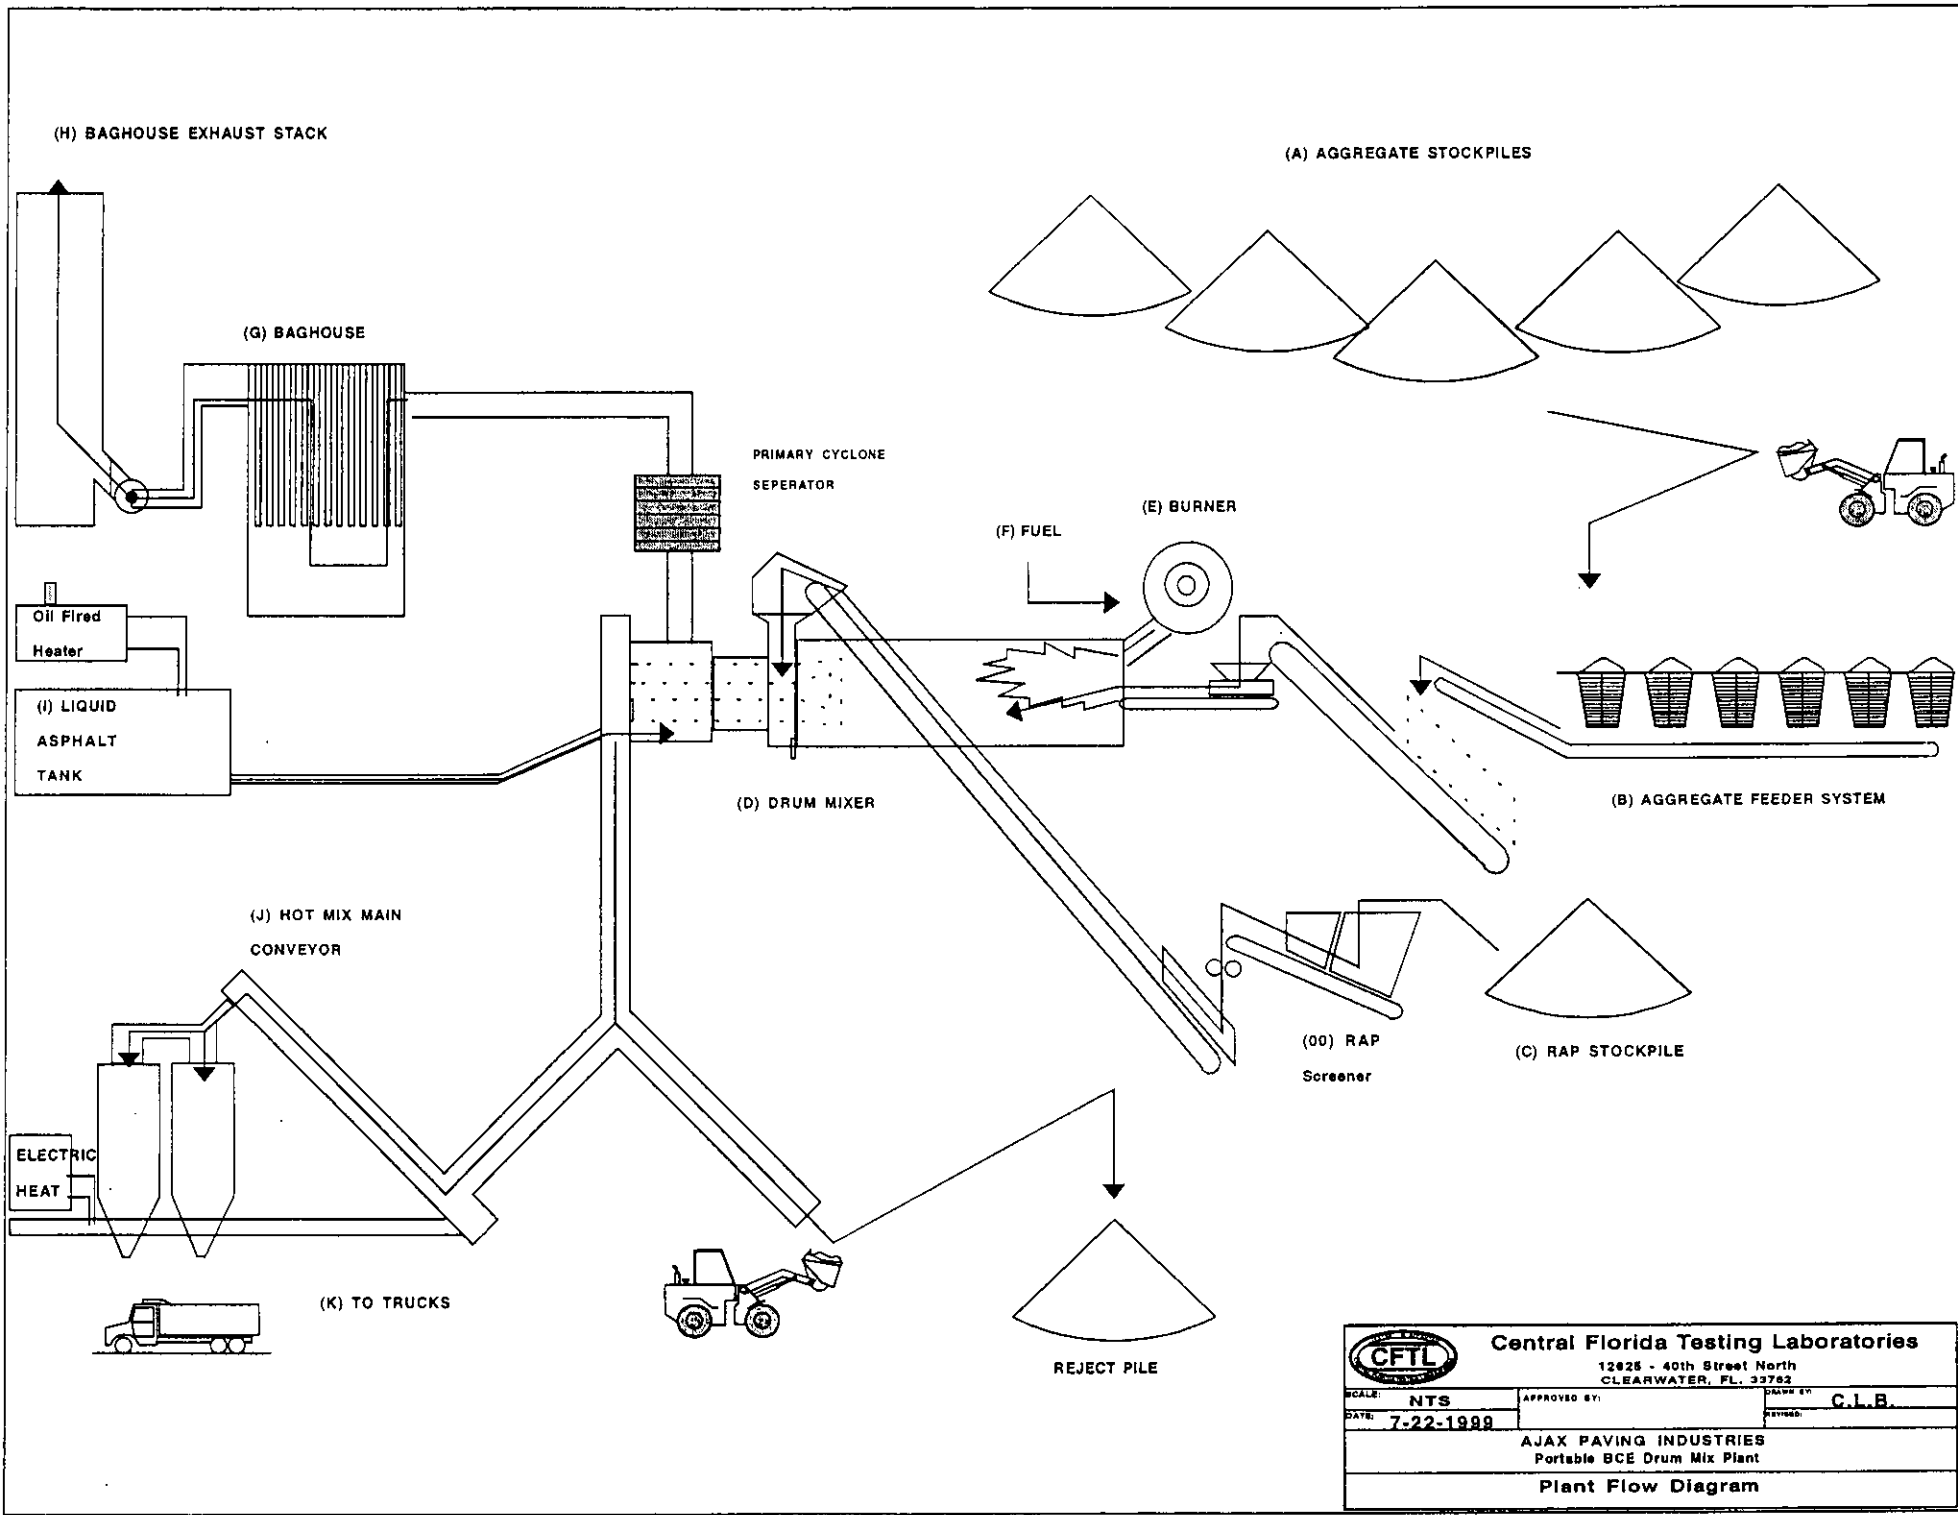 (H) BAGHOUSE EXHAUST STACK
(A) AGGREGATE STOCKPILES
(G) BAGHOUSE
PRIMARY CYCLONE
SEPERATOR
(E) BURNER
(F) FUEL
Oil Fired
Heater
(I) LIQUID
ASPHALT
TANK
(D) DRUM MIXER
(B) AGGREGATE FEEDER SYSTEM
(J) HOT MIX MAIN
CONVEYOR
(00) RAP
Screener
(C) RAP STOCKPILE
ELECTRIC
HEAT
(K) TO TRUCKS
REJECT PILE
CFTL
Central Florida Testing Laboratories
12625 - 40th Street North
CLEARWATER, FL. 33762
SCALE: NTS
APPROVED BY:
DRAWN BY: C.L.B.
DATE: 7-22-1999
REVISED:
AJAX PAVING INDUSTRIES
Portable BCE Drum Mix Plant
Plant Flow Diagram